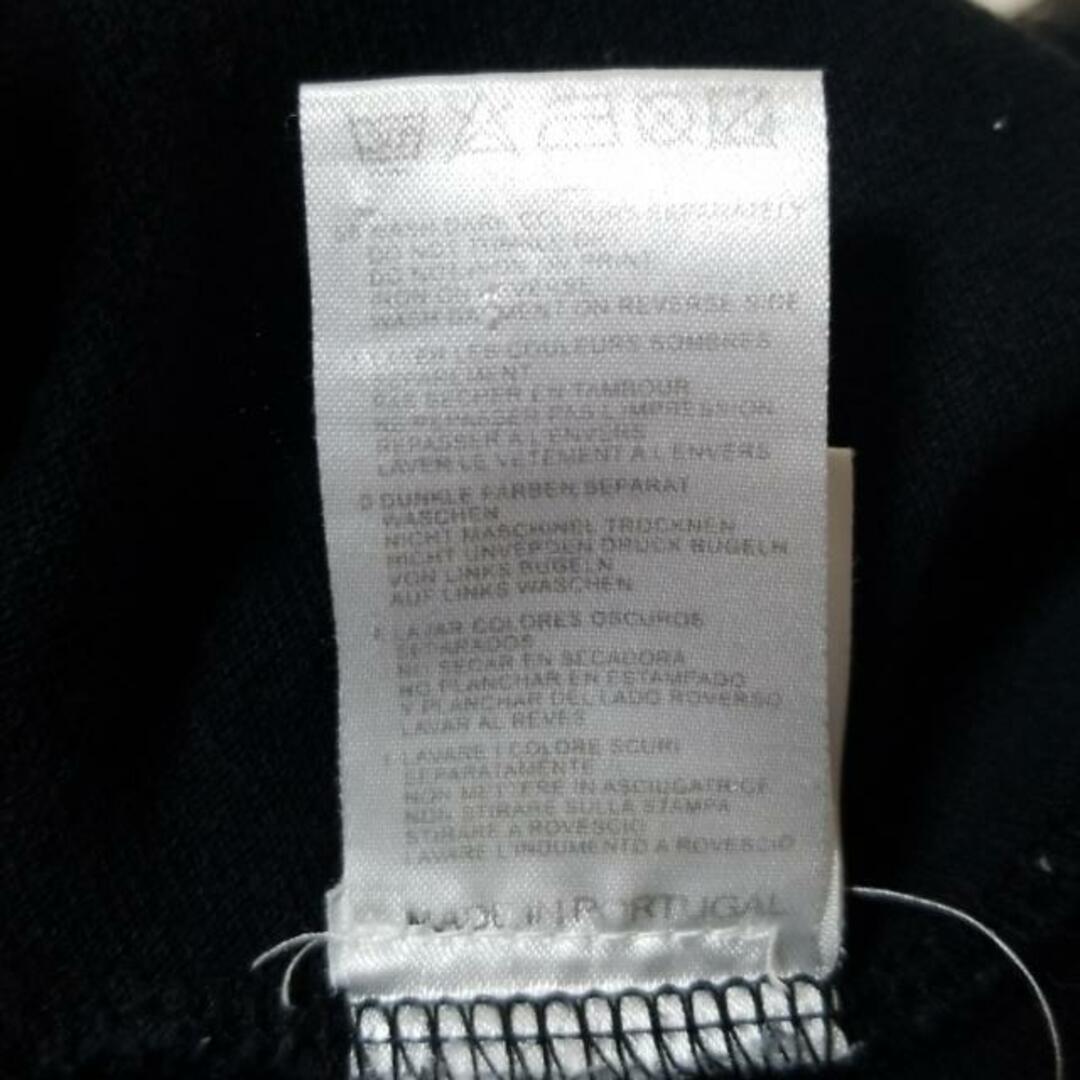 WASH DARK COLOURS SEPARATELY
DO NOT TUMBLE DRY
DO NOT IRON ON PRINT
IRON ON REVERSE
WASH GARMENT ON REVERSE SIDE
LAVER LES COULEURS SOMBRES
SEPAREMENT
PAS SECHER EN TAMBOUR
NE REPASSER PAS L'IMPRESSION
REPASSER A L'ENVERS
LAVER LE VETEMENT A L'ENVERS
D DUNKLE FARBEN SEPARAT
WASCHEN
NICHT MASCHINEL TROCKNEN
NICHT UNVERDEN DRUCK BUGELN
VON LINKS BUGELN
AUF LINKS WASCHEN
E LAVAR COLORES OSCUROS
SEPARADOS
NO SECAR EN SECADORA
NO PLANCHAR EN ESTAMPADO
Y PLANCHAR DEL LADO ROVERSO
LAVAR AL REVES
I LAVARE I COLORE SCURI
SEPARATAMENTE
NON METTERE IN ASCIUGATRICE
NON STIRARE SULLA STAMPA
STIRARE A ROVESCIO
LAVARE L'INDUMENTO A ROVESCIO
MADE IN PORTUGAL